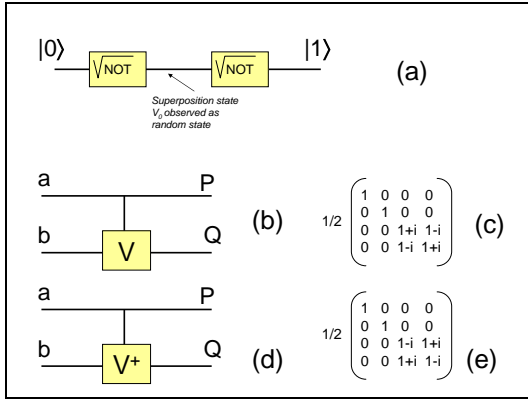 |0⟩ |1⟩
√NOT √NOT
(a)
Superposition state
V₀ observed as
random state
a P
b V Q
(b)
1/2
1 0 0 0
0 1 0 0
0 0 1+i 1-i
0 0 1-i 1+i
(c)
a P
b V⁺ Q
(d)
1/2
1 0 0 0
0 1 0 0
0 0 1-i 1+i
0 0 1+i 1-i
(e)